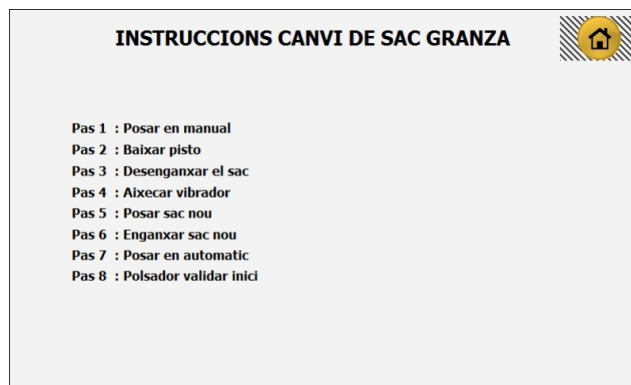 INSTRUCCIONS CANVI DE SAC GRANZA
Pas 1 : Posar en manual
Pas 2 : Baixar pisto
Pas 3 : Desenganxar el sac
Pas 4 : Aixecar vibrador
Pas 5 : Posar sac nou
Pas 6 : Enganxar sac nou
Pas 7 : Posar en automatic
Pas 8 : Polsador validar inici